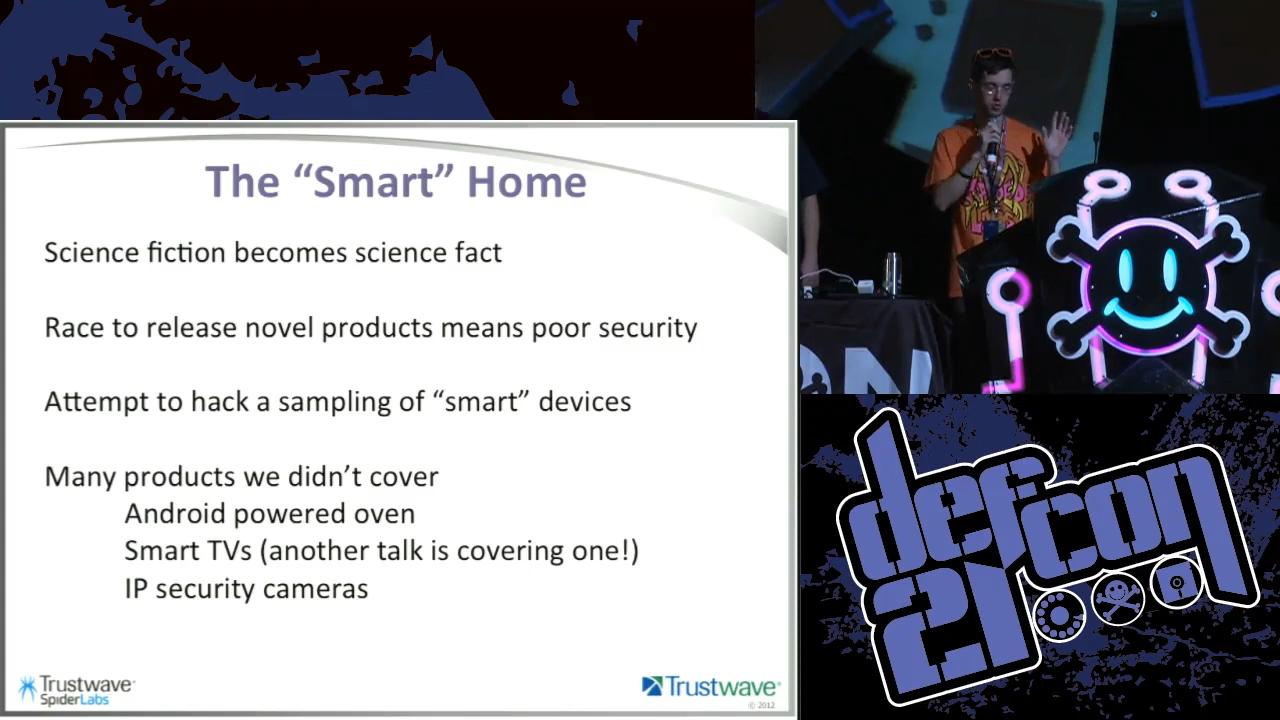 The “Smart” Home
Science fiction becomes science fact
Race to release novel products means poor security
Attempt to hack a sampling of “smart” devices
Many products we didn’t cover
Android powered oven
Smart TVs (another talk is covering one!)
IP security cameras
Trustwave®
SpiderLabs
Trustwave®
© 2012
defcon
21